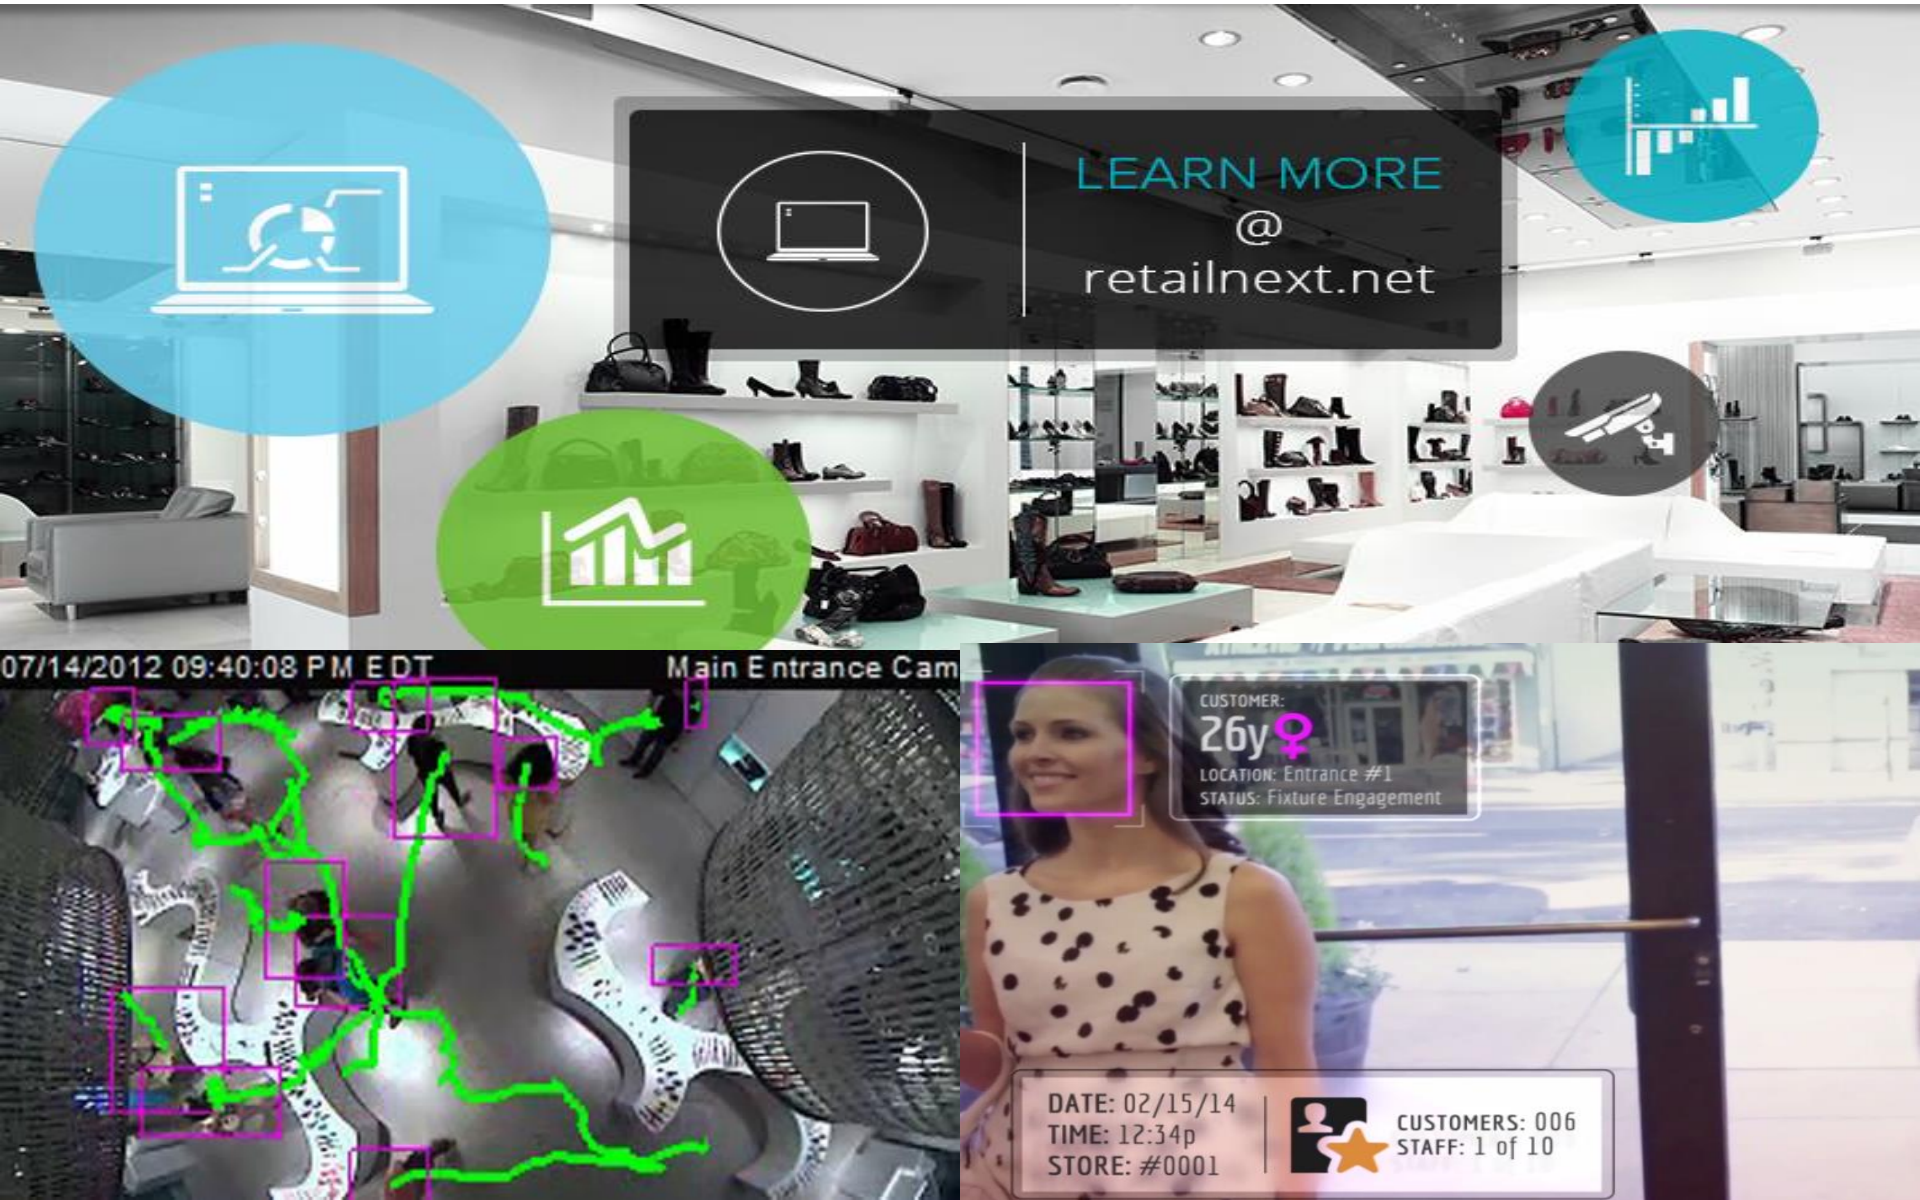 LEARN MORE
@
retailnext.net
07/14/2012 09:40:08 PM EDT
Main Entrance Cam
CUSTOMER:
26y
LOCATION: Entrance #1
STATUS: Fixture Engagement
DATE: 02/15/14
TIME: 12:34p
STORE: #0001
CUSTOMERS: 006
STAFF: 1 of 10